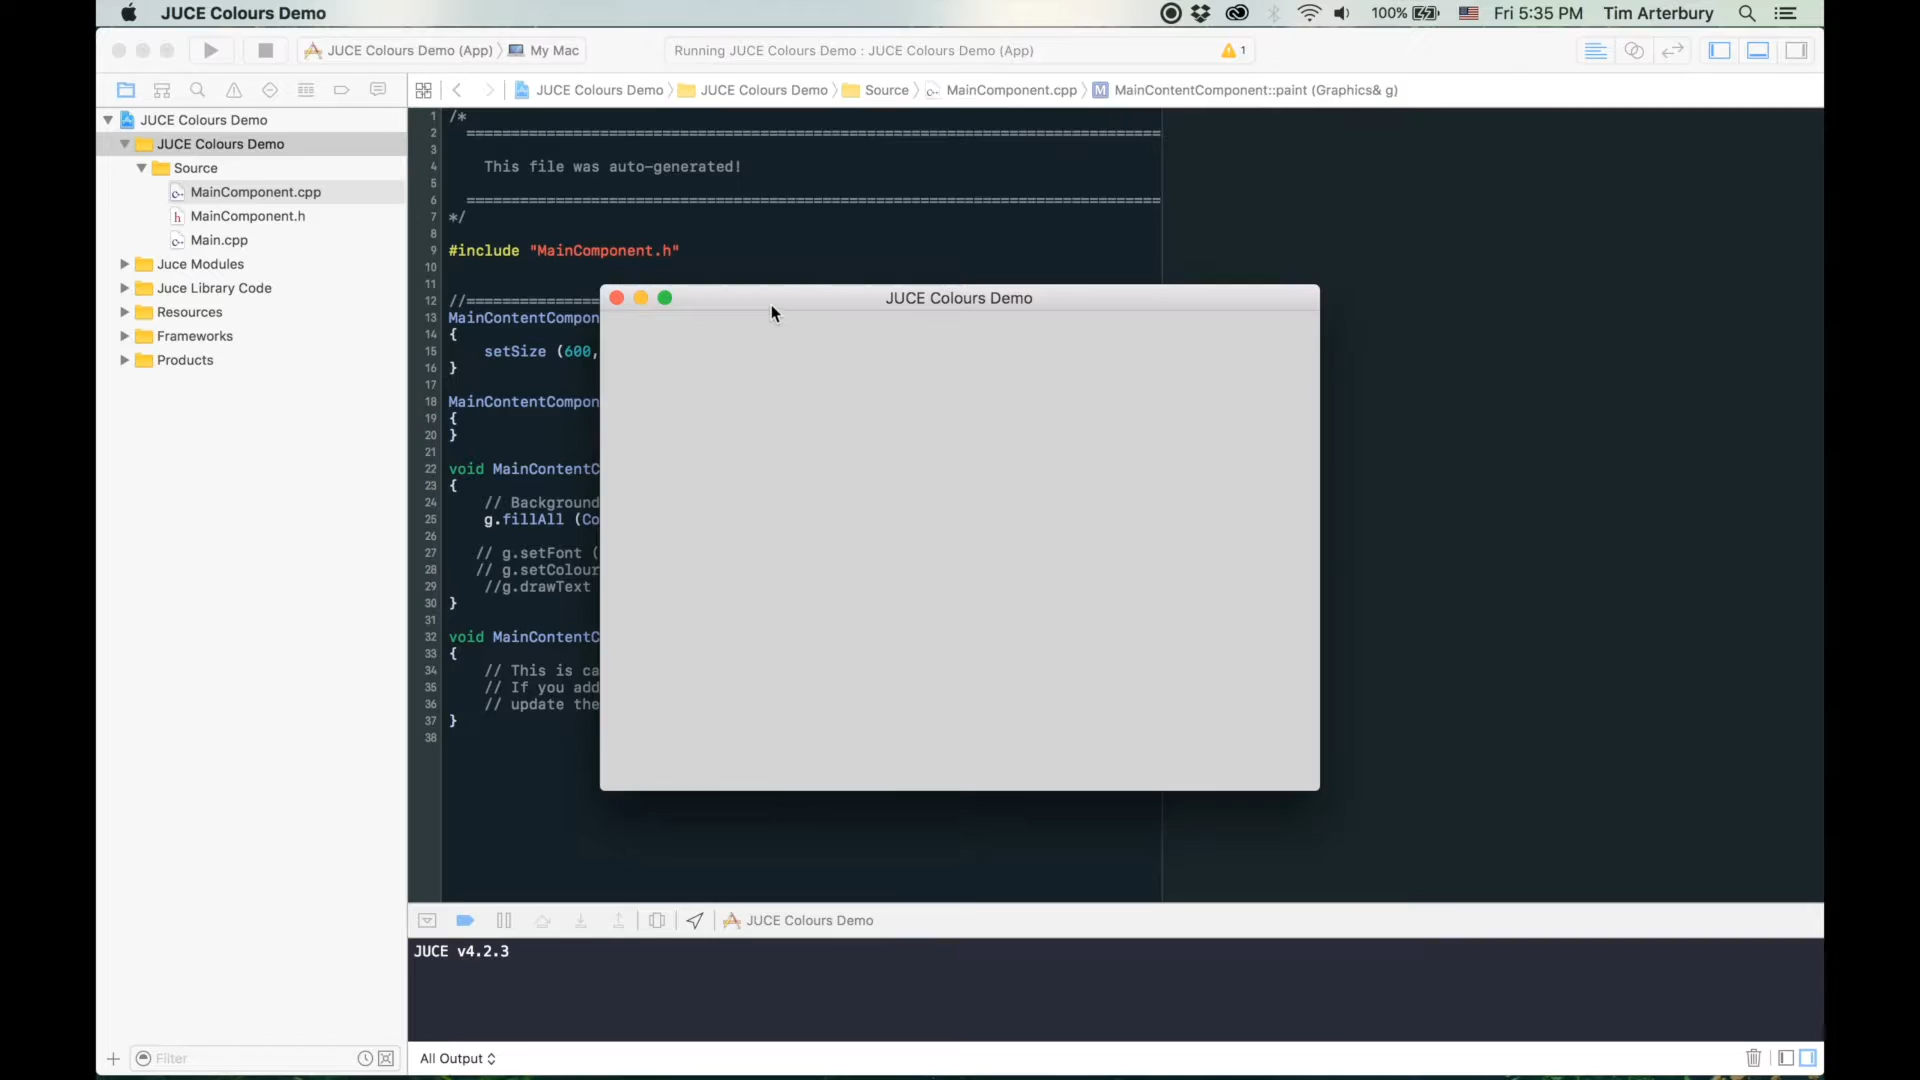 JUCE Colours Demo 100% Fri 5:35 PM Tim Arterbury
JUCE Colours Demo (App) My Mac Running JUCE Colours Demo : JUCE Colours Demo (App) 1
JUCE Colours Demo JUCE Colours Demo Source MainComponent.cpp M MainContentComponent::paint (Graphics& g)
JUCE Colours Demo
JUCE Colours Demo
Source
MainComponent.cpp
h MainComponent.h
Main.cpp
Juce Modules
Juce Library Code
Resources
Frameworks
Products
1 /*
2 ==============================================================================
3
4 This file was auto-generated!
5
6 ==============================================================================
7 */
8
9 #include "MainComponent.h"
10
11
12 //===============
13 MainContentCompon
14 {
15 setSize (600,
16 }
17
18 MainContentCompon
19 {
20 }
21
22 void MainContentC
23 {
24 // Background
25 g.fillAll (Co
26
27 // g.setFont (
28 // g.setColour
29 //g.drawText
30 }
31
32 void MainContentC
33 {
34 // This is ca
35 // If you add
36 // update the
37 }
38
JUCE Colours Demo
JUCE Colours Demo
JUCE v4.2.3
Filter
All Output